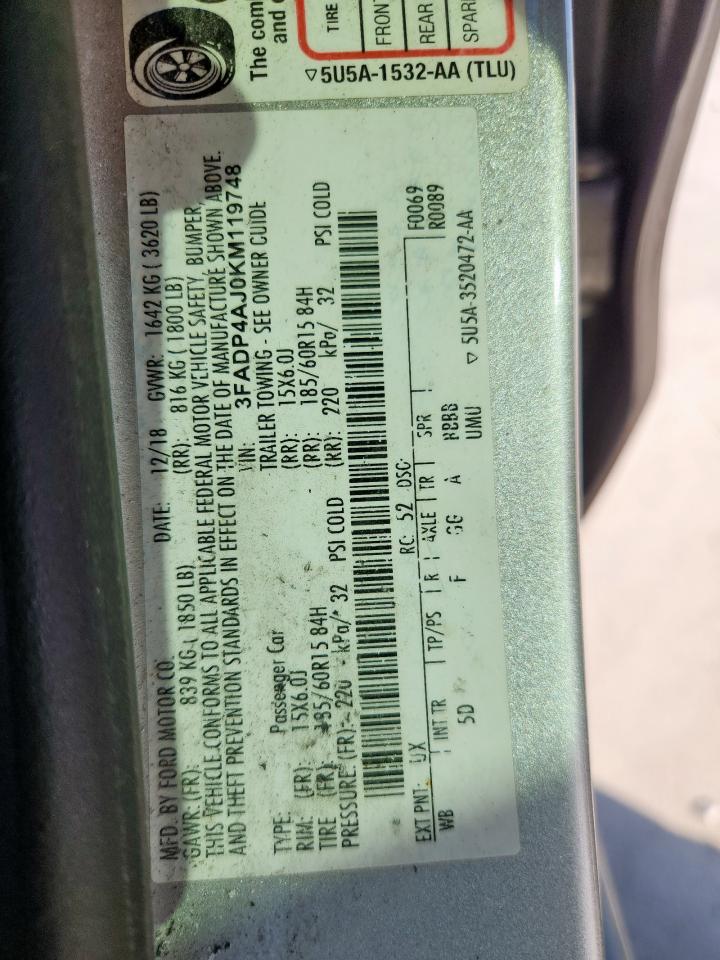 The com
and c
TIRE
FRONT
REAR
SPARE
▽5U5A-1532-AA (TLU)
MFD. BY FORD MOTOR CO.
DATE: 12/18 GVWR: 1642 KG ( 3620 LB)
GAWR: (FR): 839 KG ( 1850 LB) (RR): 816 KG ( 1800 LB)
THIS VEHICLE CONFORMS TO ALL APPLICABLE FEDERAL MOTOR VEHICLE SAFETY, BUMPER,
AND THEFT PREVENTION STANDARDS IN EFFECT ON THE DATE OF MANUFACTURE SHOWN ABOVE.
VIN: 3FADP4AJ0KM119748
TYPE: Passenger Car TRAILER TOWING - SEE OWNER GUIDE
RIM: (FR): 15X6.0J (RR): 15X6.0J
TIRE (FR): 185/60R15 84H (RR): 185/60R15 84H
PRESSURE: (FR): 220 kPa/ 32 PSI COLD (RR): 220 kPa/ 32 PSI COLD
EXT PNT: UX RC: 52 DSO: F0069
WB INT TR TP/PS R AXLE TR SPR R0089
5D F GG A BBBB
UMU
▽ 5U5A-3520472-AA